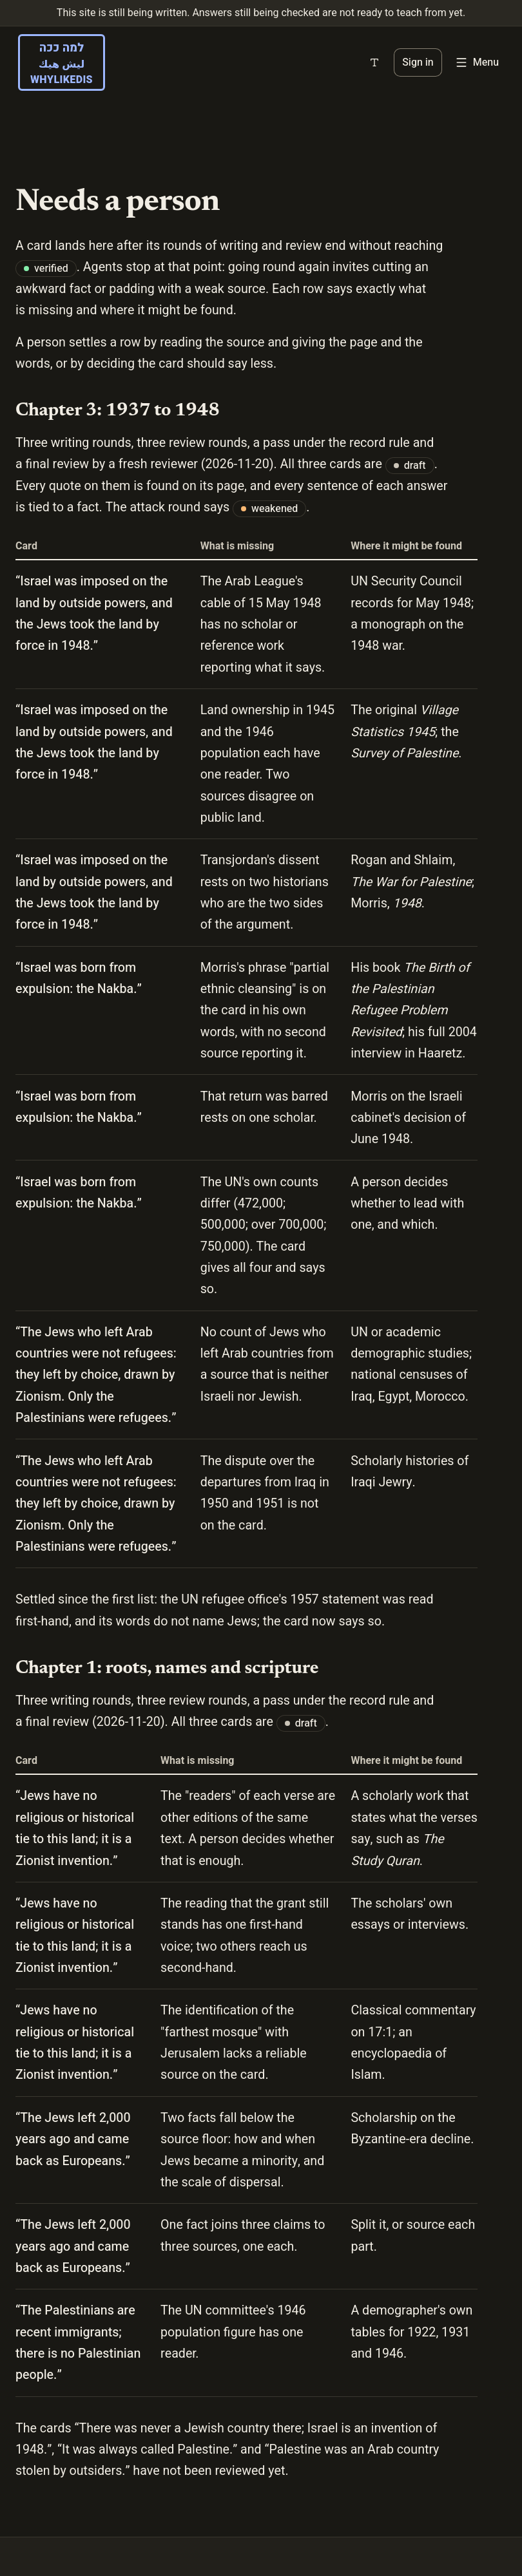 This site is still being written. Answers still being checked are not ready to teach from yet.
למה ככה
ليش هيك
WHYLIKEDIS
T
Sign in
Menu
Needs a person
A card lands here after its rounds of writing and review end without reaching
verified. Agents stop at that point: going round again invites cutting an
awkward fact or padding with a weak source. Each row says exactly what
is missing and where it might be found.
A person settles a row by reading the source and giving the page and the
words, or by deciding the card should say less.
Chapter 3: 1937 to 1948
Three writing rounds, three review rounds, a pass under the record rule and
a final review by a fresh reviewer (2026-11-20). All three cards are draft.
Every quote on them is found on its page, and every sentence of each answer
is tied to a fact. The attack round says weakened.
Card
What is missing
Where it might be found
“Israel was imposed on the
land by outside powers, and
the Jews took the land by
force in 1948.”
The Arab League's
cable of 15 May 1948
has no scholar or
reference work
reporting what it says.
UN Security Council
records for May 1948;
a monograph on the
1948 war.
“Israel was imposed on the
land by outside powers, and
the Jews took the land by
force in 1948.”
Land ownership in 1945
and the 1946
population each have
one reader. Two
sources disagree on
public land.
The original Village
Statistics 1945; the
Survey of Palestine.
“Israel was imposed on the
land by outside powers, and
the Jews took the land by
force in 1948.”
Transjordan's dissent
rests on two historians
who are the two sides
of the argument.
Rogan and Shlaim,
The War for Palestine;
Morris, 1948.
“Israel was born from
expulsion: the Nakba.”
Morris's phrase "partial
ethnic cleansing" is on
the card in his own
words, with no second
source reporting it.
His book The Birth of
the Palestinian
Refugee Problem
Revisited; his full 2004
interview in Haaretz.
“Israel was born from
expulsion: the Nakba.”
That return was barred
rests on one scholar.
Morris on the Israeli
cabinet's decision of
June 1948.
“Israel was born from
expulsion: the Nakba.”
The UN's own counts
differ (472,000;
500,000; over 700,000;
750,000). The card
gives all four and says
so.
A person decides
whether to lead with
one, and which.
“The Jews who left Arab
countries were not refugees:
they left by choice, drawn by
Zionism. Only the
Palestinians were refugees.”
No count of Jews who
left Arab countries from
a source that is neither
Israeli nor Jewish.
UN or academic
demographic studies;
national censuses of
Iraq, Egypt, Morocco.
“The Jews who left Arab
countries were not refugees:
they left by choice, drawn by
Zionism. Only the
Palestinians were refugees.”
The dispute over the
departures from Iraq in
1950 and 1951 is not
on the card.
Scholarly histories of
Iraqi Jewry.
Settled since the first list: the UN refugee office's 1957 statement was read
first-hand, and its words do not name Jews; the card now says so.
Chapter 1: roots, names and scripture
Three writing rounds, three review rounds, a pass under the record rule and
a final review (2026-11-20). All three cards are draft.
Card
What is missing
Where it might be found
“Jews have no
religious or historical
tie to this land; it is a
Zionist invention.”
The "readers" of each verse are
other editions of the same
text. A person decides whether
that is enough.
A scholarly work that
states what the verses
say, such as The
Study Quran.
“Jews have no
religious or historical
tie to this land; it is a
Zionist invention.”
The reading that the grant still
stands has one first-hand
voice; two others reach us
second-hand.
The scholars' own
essays or interviews.
“Jews have no
religious or historical
tie to this land; it is a
Zionist invention.”
The identification of the
"farthest mosque" with
Jerusalem lacks a reliable
source on the card.
Classical commentary
on 17:1; an
encyclopaedia of
Islam.
“The Jews left 2,000
years ago and came
back as Europeans.”
Two facts fall below the
source floor: how and when
Jews became a minority, and
the scale of dispersal.
Scholarship on the
Byzantine-era decline.
“The Jews left 2,000
years ago and came
back as Europeans.”
One fact joins three claims to
three sources, one each.
Split it, or source each
part.
“The Palestinians are
recent immigrants;
there is no Palestinian
people.”
The UN committee's 1946
population figure has one
reader.
A demographer's own
tables for 1922, 1931
and 1946.
The cards “There was never a Jewish country there; Israel is an invention of
1948.”, “It was always called Palestine.” and “Palestine was an Arab country
stolen by outsiders.” have not been reviewed yet.